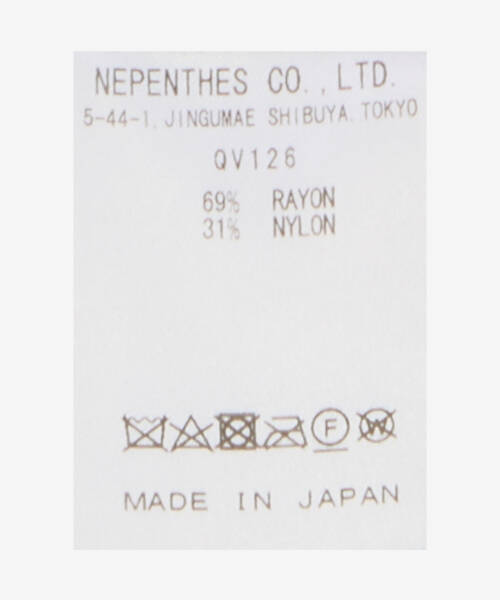 NEPENTHES CO., LTD.
5-44-1, JINGUMAE SHIBUYA, TOKYO
QV126
69% RAYON
31% NYLON
F W
MADE IN JAPAN